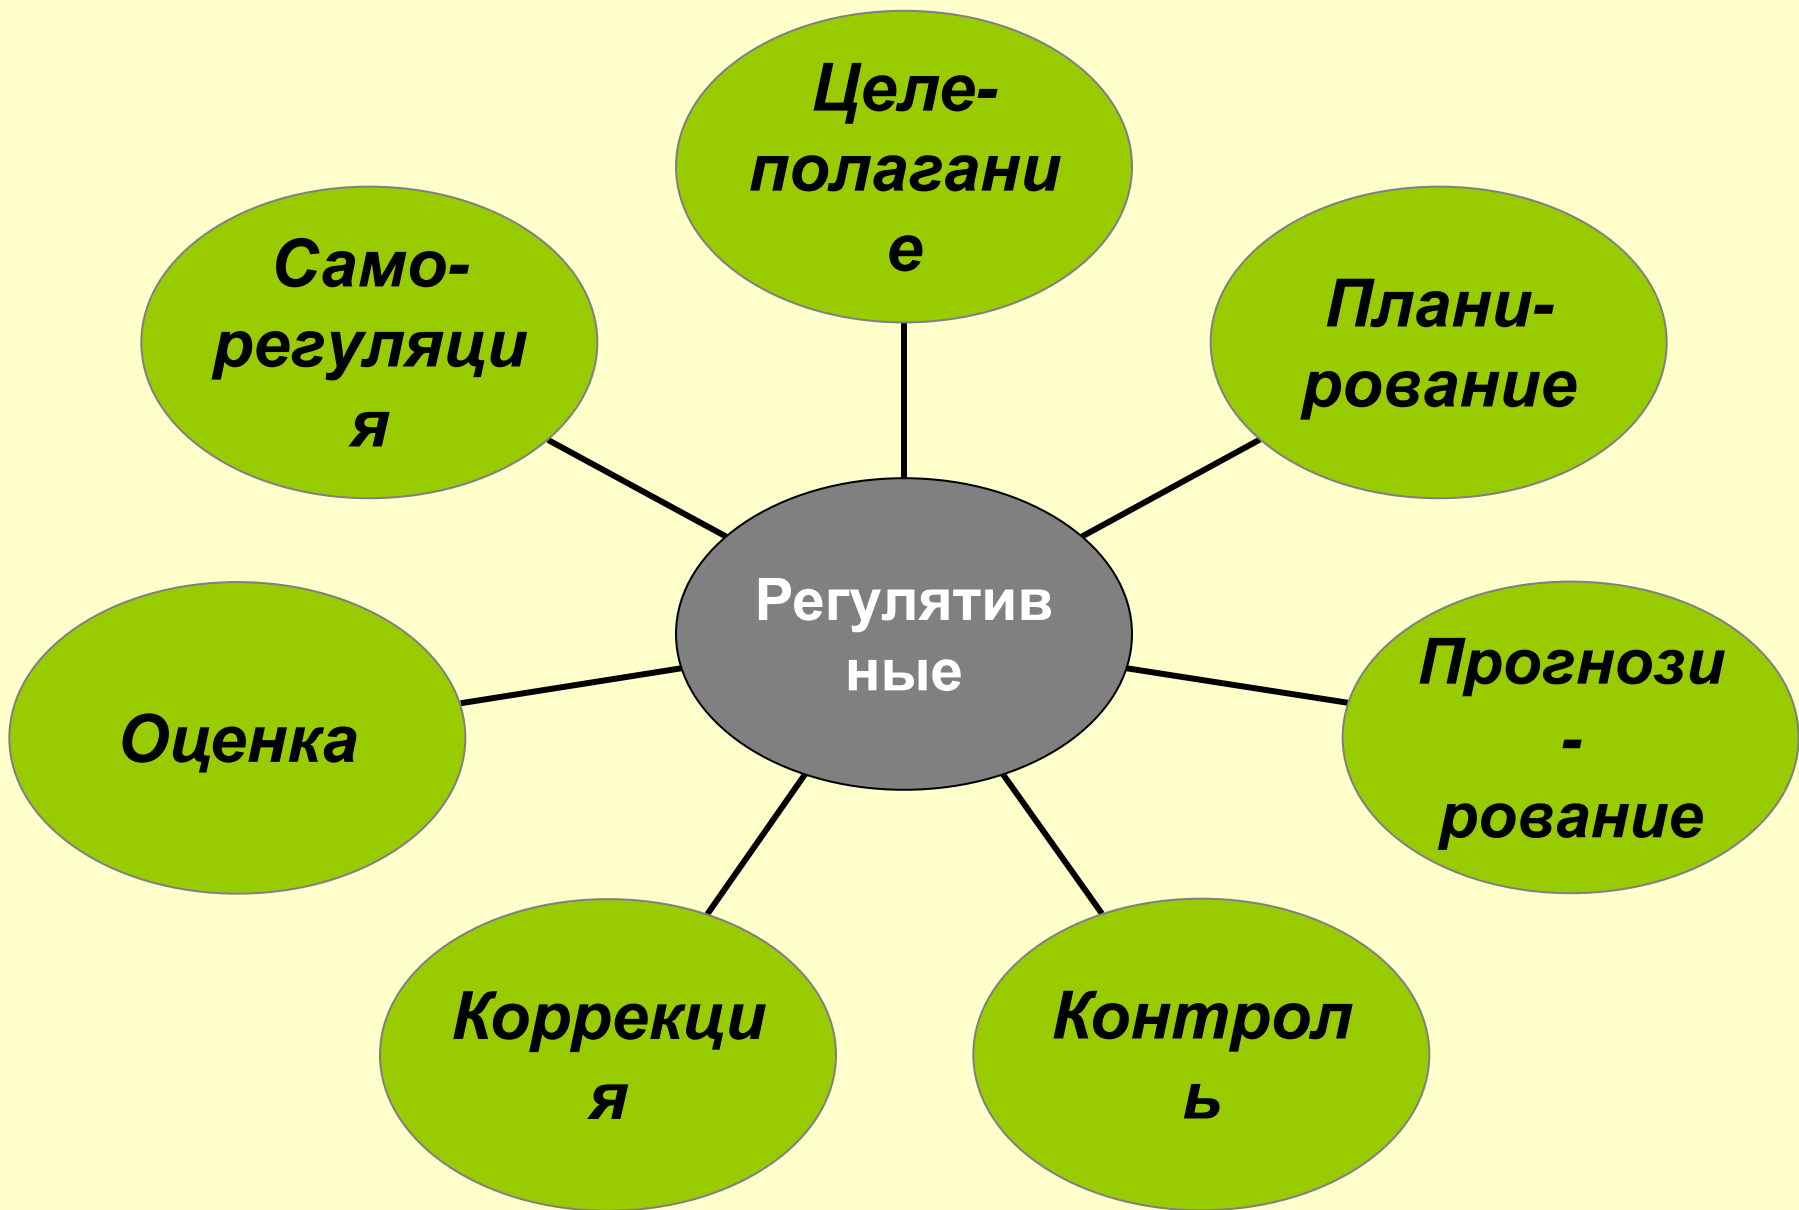 Целе-
полагани
е
Плани-
рование
Прогнози
-
рование
Контрол
ь
Коррекци
я
Оценка
Само-
регуляци
я
Регулятив
ные